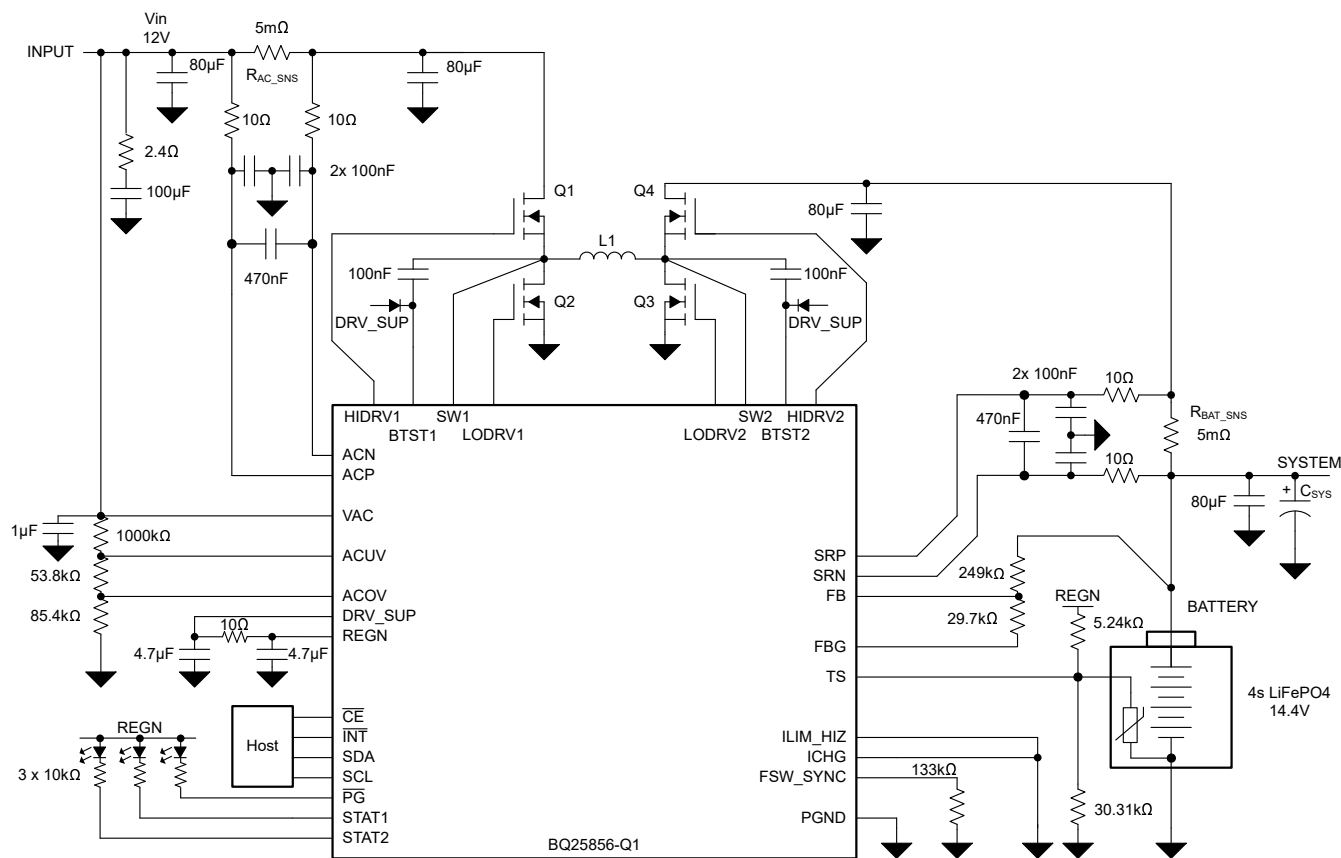 Vin
12V
INPUT
5mΩ
R_AC_SNS
80µF
80µF
10Ω
10Ω
2.4Ω
100µF
2x 100nF
470nF
Q1
Q4
80µF
L1
100nF
100nF
Q2
Q3
DRV_SUP
DRV_SUP
HIDRV1
BTST1
SW1
LODRV1
LODRV2
SW2
BTST2
HIDRV2
2x 100nF
10Ω
470nF
R_BAT_SNS
5mΩ
10Ω
SYSTEM
80µF
+
C_SYS
ACN
ACP
VAC
1µF
1000kΩ
ACUV
53.8kΩ
ACOV
85.4kΩ
DRV_SUP
10Ω
REGN
4.7µF
4.7µF
SRP
SRN
249kΩ
FB
29.7kΩ
FBG
REGN
5.24kΩ
TS
BATTERY
4s LiFePO4
14.4V
Host
CE
INT
SDA
SCL
REGN
3 x 10kΩ
PG
STAT1
STAT2
ILIM_HIZ
ICHG
FSW_SYNC
133kΩ
PGND
30.31kΩ
BQ25856-Q1